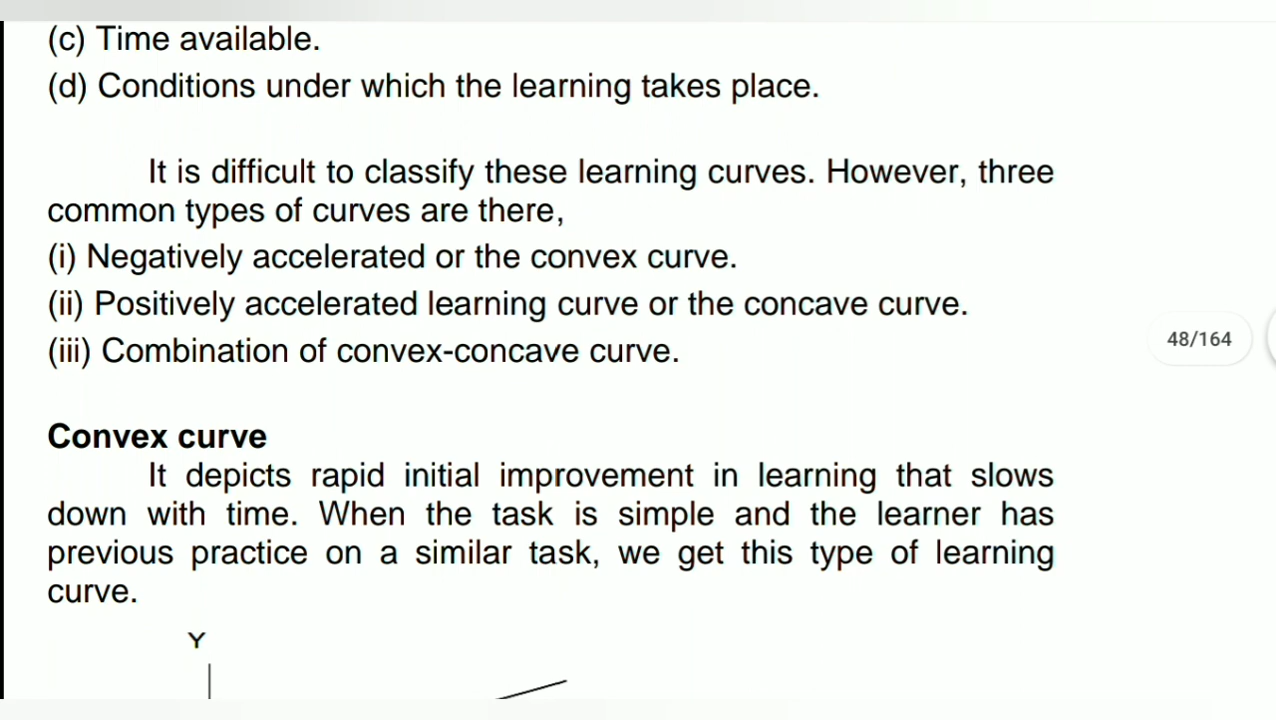 (c) Time available.
(d) Conditions under which the learning takes place.
It is difficult to classify these learning curves. However, three
common types of curves are there,
(i) Negatively accelerated or the convex curve.
(ii) Positively accelerated learning curve or the concave curve.
(iii) Combination of convex-concave curve.
48/164
Convex curve
It depicts rapid initial improvement in learning that slows
down with time. When the task is simple and the learner has
previous practice on a similar task, we get this type of learning
curve.
Y